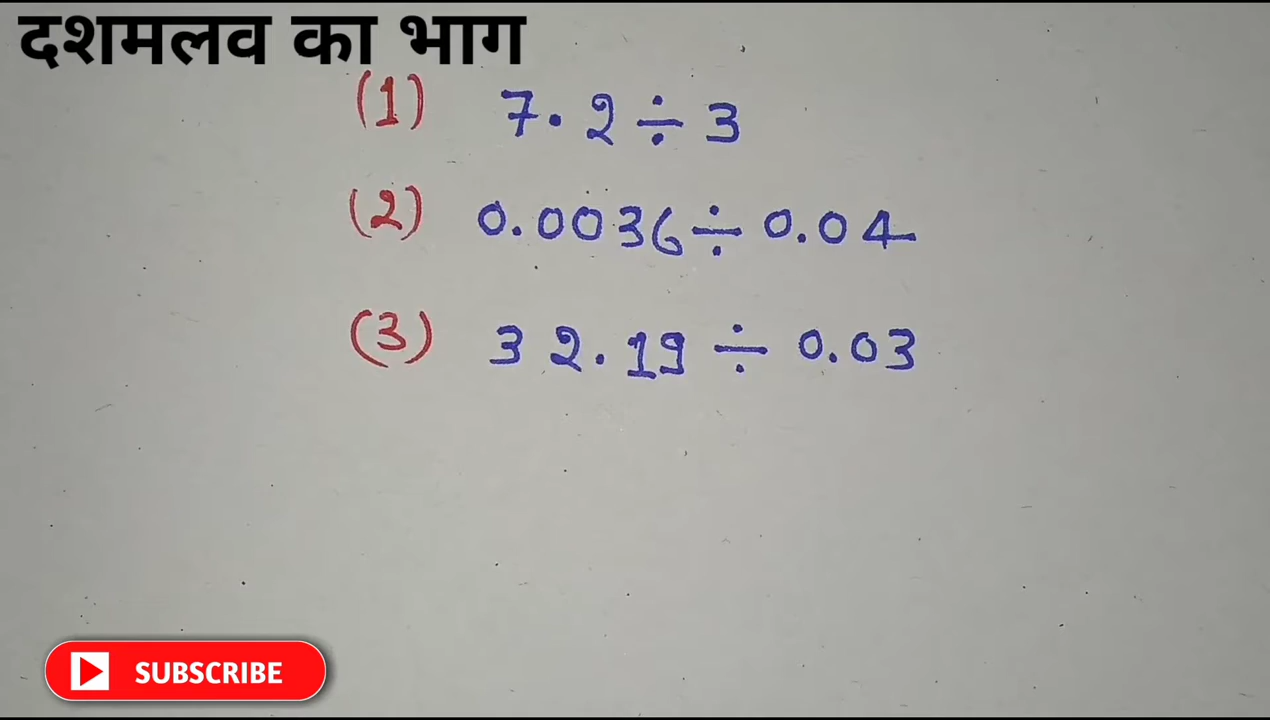 दशमलव का भाग
(1) 7.2 ÷ 3
(2) 0.0036 ÷ 0.04
(3) 32.19 ÷ 0.03
SUBSCRIBE